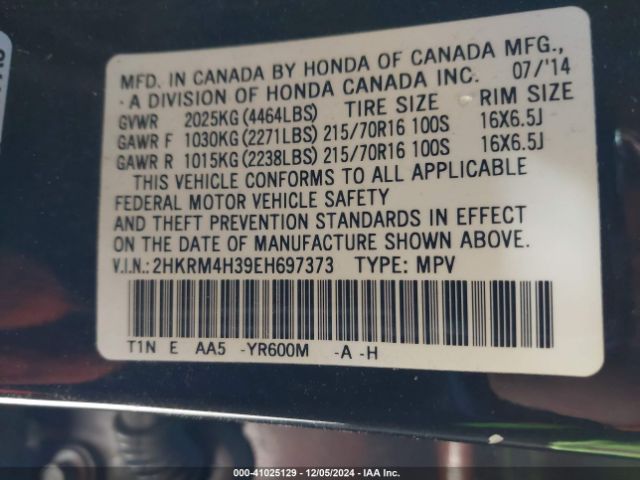 MFD. IN CANADA BY HONDA OF CANADA MFG.,
A DIVISION OF HONDA CANADA INC. 07/'14
GVWR 2025KG(4464LBS) TIRE SIZE RIM SIZE
GAWR F 1030KG(2271LBS) 215/70R16 100S 16X6.5J
GAWR R 1015KG(2238LBS) 215/70R16 100S 16X6.5J
THIS VEHICLE CONFORMS TO ALL APPLICABLE
FEDERAL MOTOR VEHICLE SAFETY
AND THEFT PREVENTION STANDARDS IN EFFECT
ON THE DATE OF MANUFACTURE SHOWN ABOVE.
V.I.N.:2HKRM4H39EH697373 TYPE: MPV
T1N E AA5 -YR600M -A -H
000-41025129 - 12/05/2024 - IAA Inc.